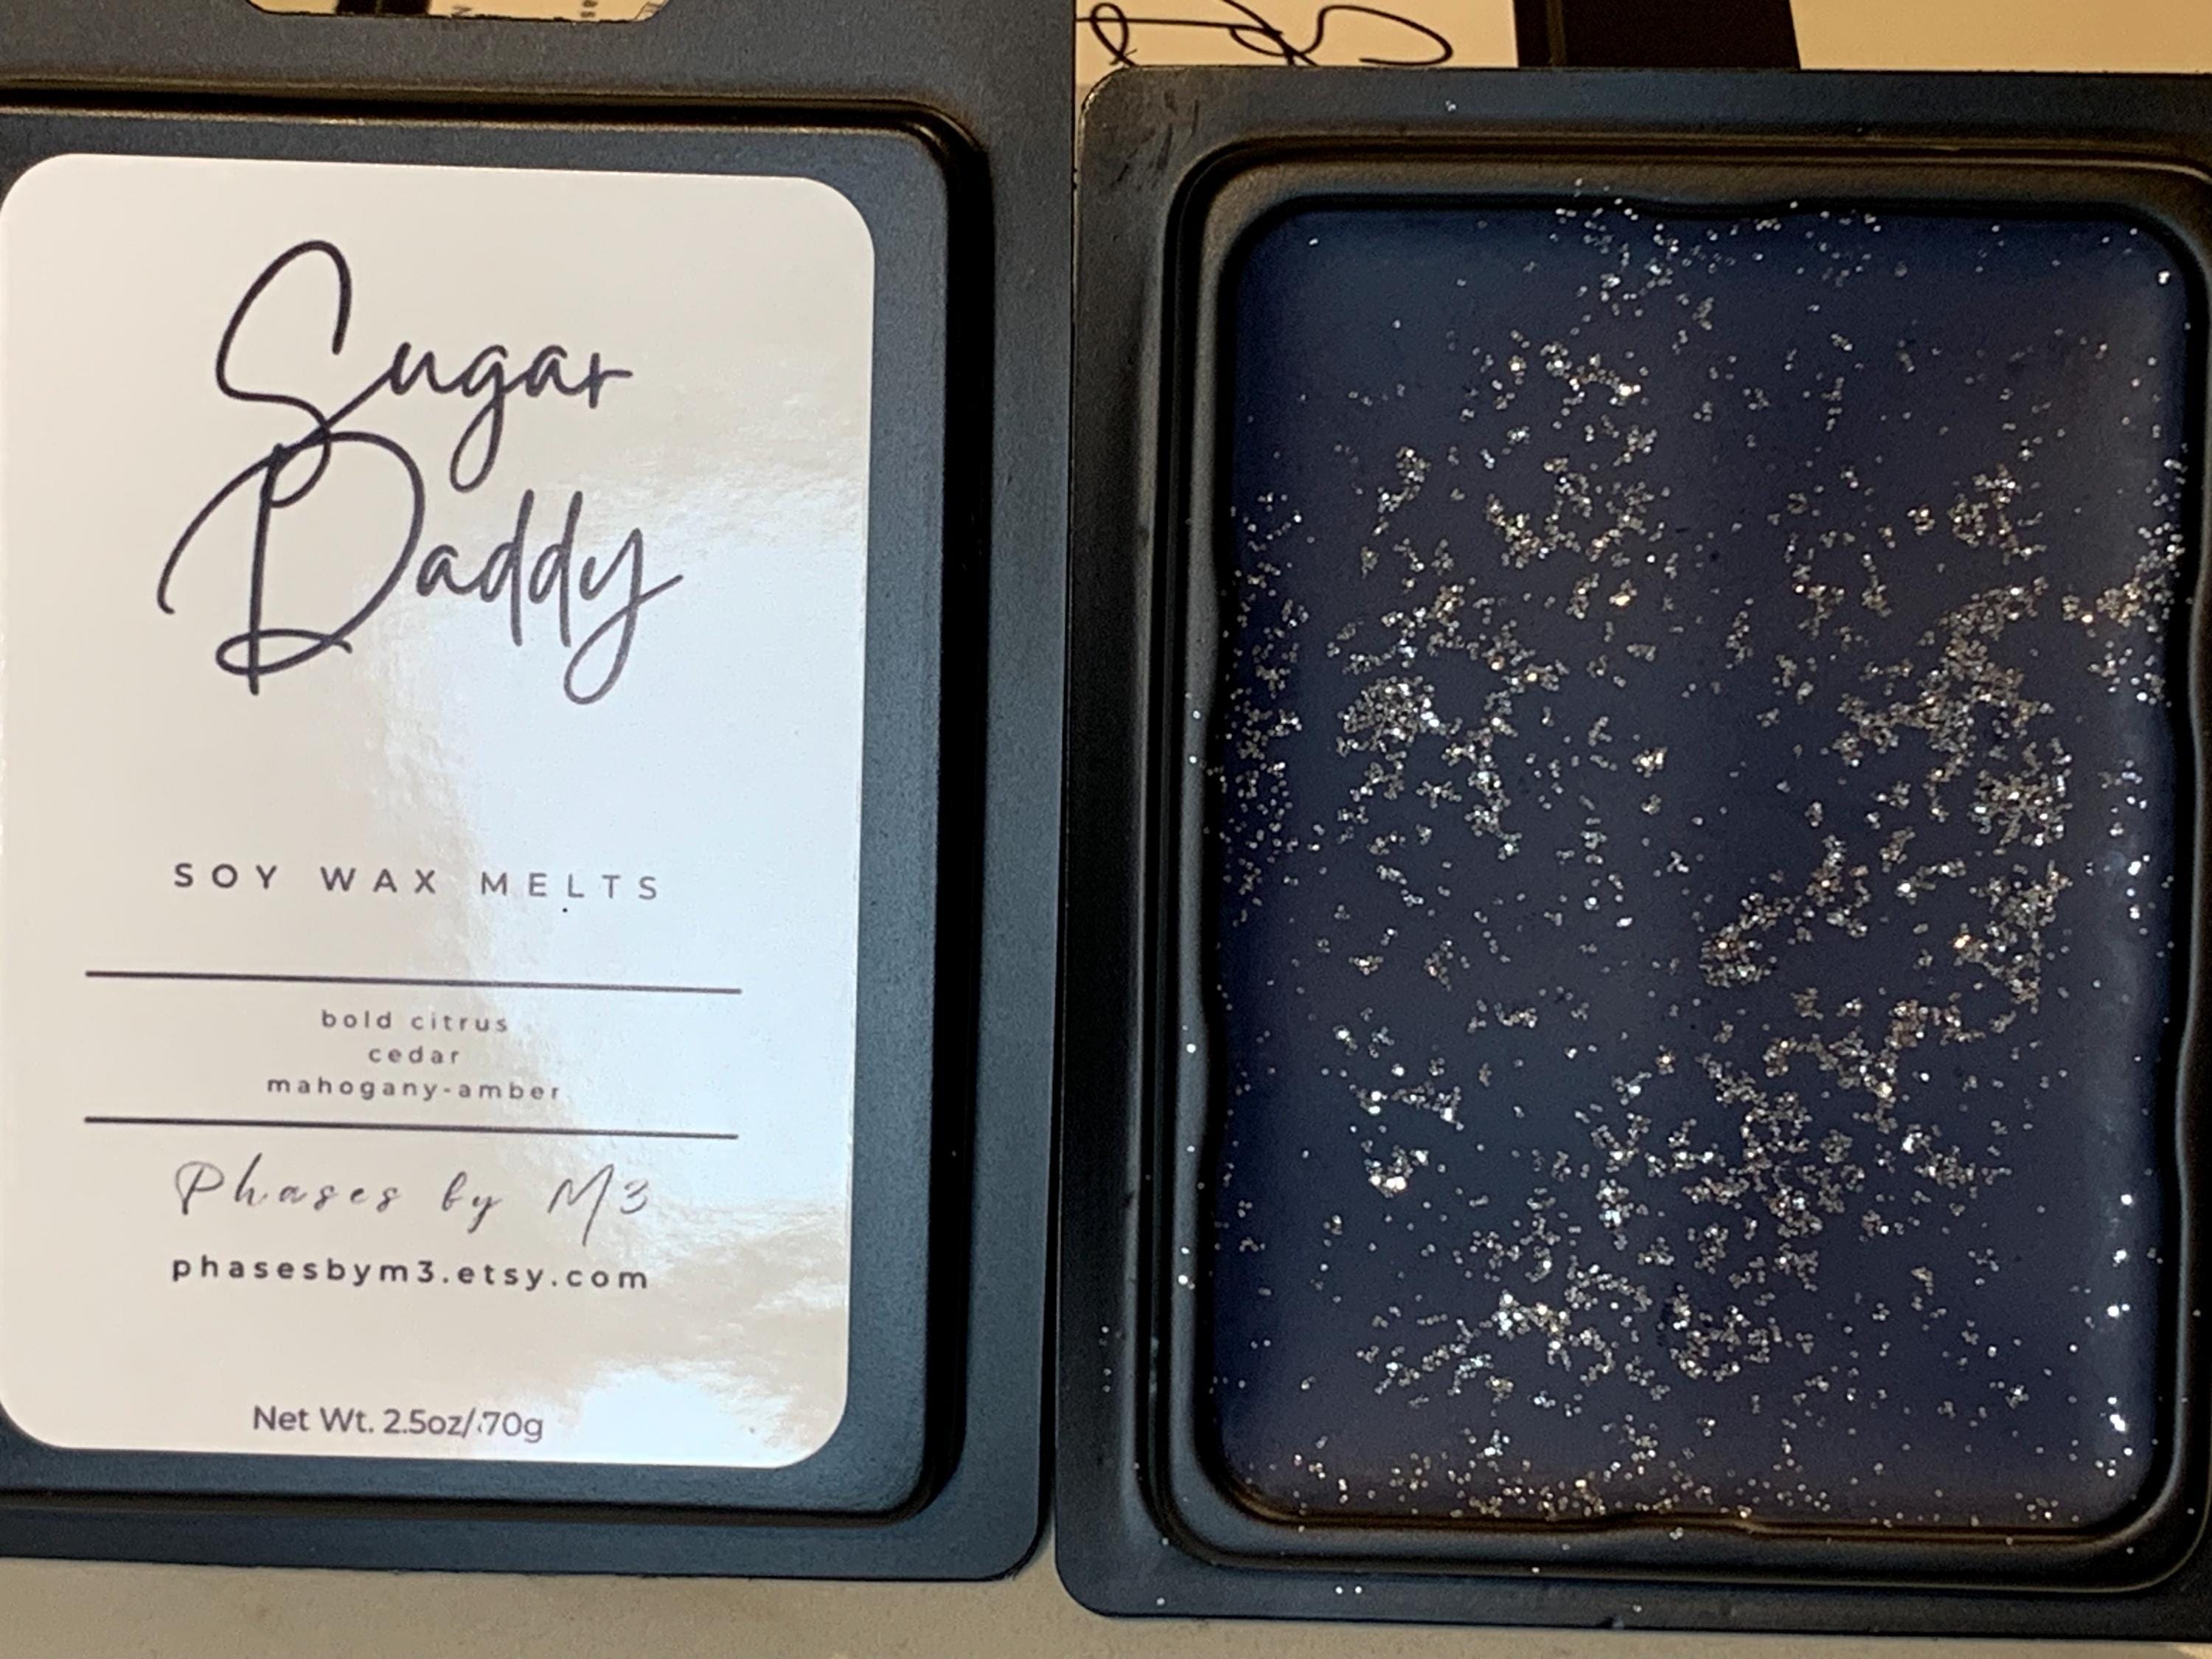 Sugar
Daddy
SOY WAX MELTS
bold citrus
cedar
mahogany-amber
Phases by M3
phasesbym3.etsy.com
Net Wt. 2.5oz/70g